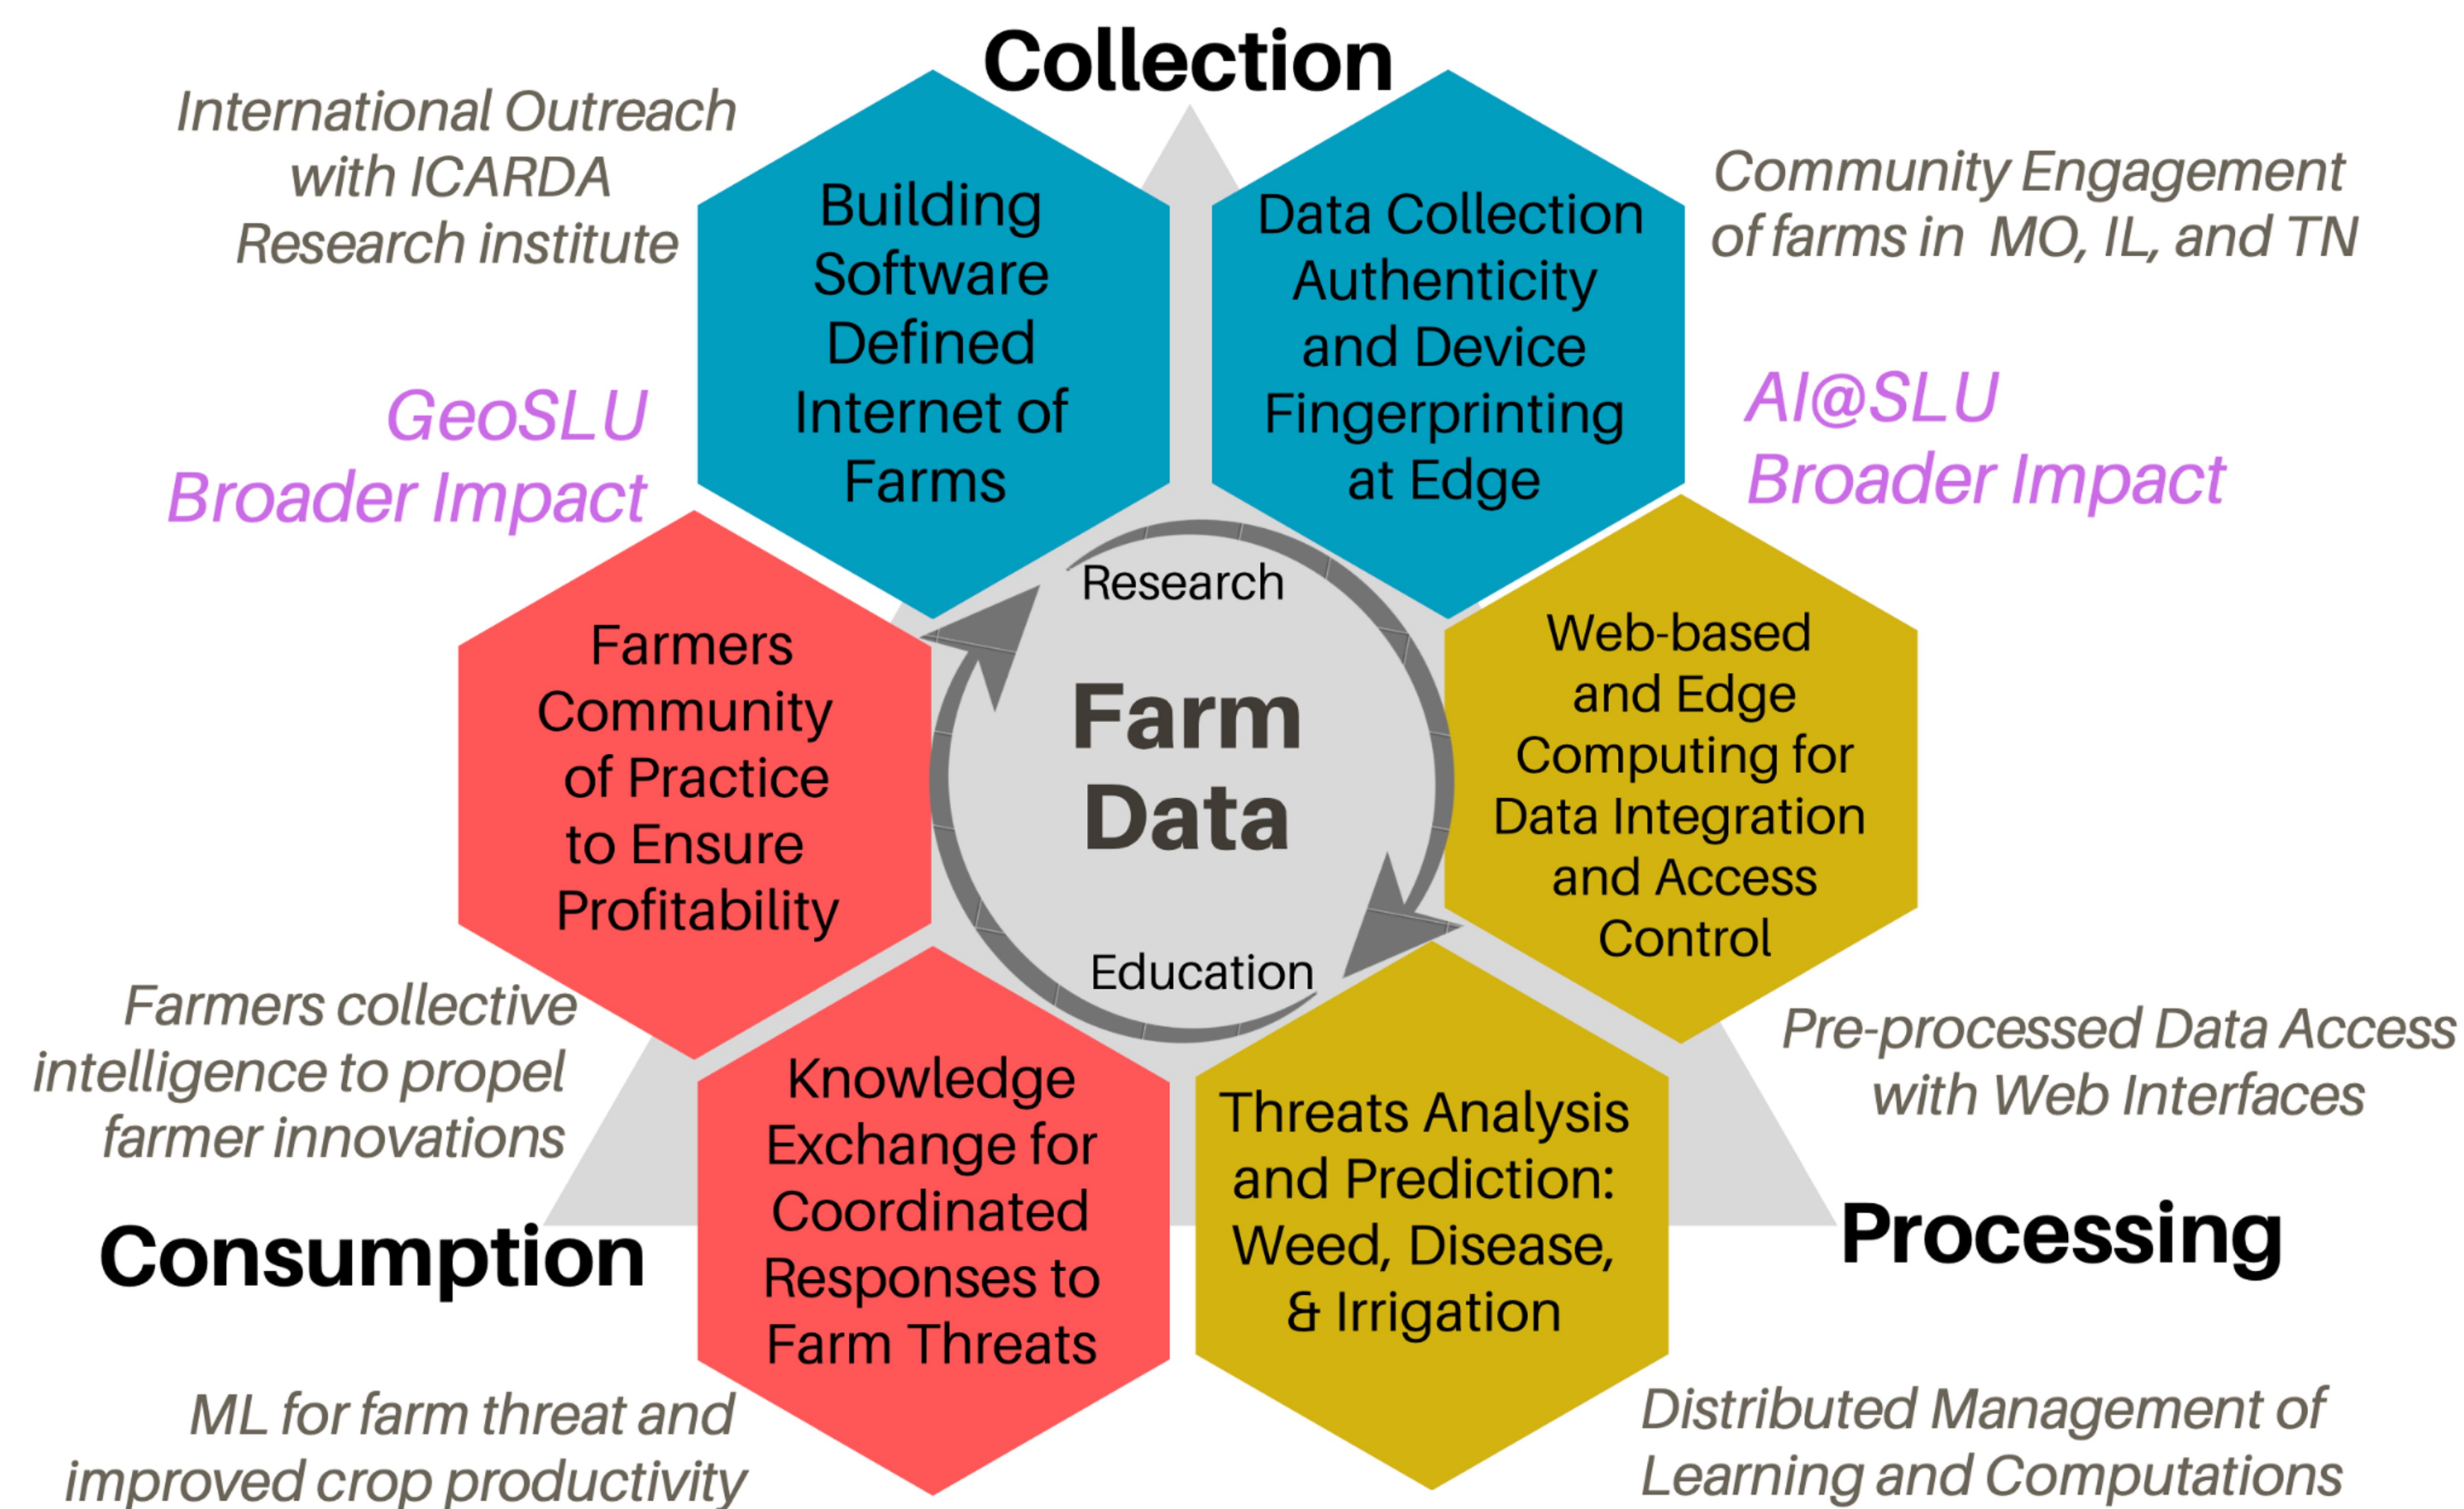 Collection
International Outreach
with ICARDA
Research institute
Building
Software
Defined
Internet of
Farms
Data Collection
Authenticity
and Device
Fingerprinting
at Edge
Community Engagement
of farms in MO, IL, and TN
GeoSLU
Broader Impact
AI@SLU
Broader Impact
Farmers
Community
of Practice
to Ensure
Profitability
Research
Farm
Data
Education
Web-based
and Edge
Computing for
Data Integration
and Access
Control
Farmers collective
intelligence to propel
farmer innovations
Knowledge
Exchange for
Coordinated
Responses to
Farm Threats
Threats Analysis
and Prediction:
Weed, Disease,
& Irrigation
Pre-processed Data Access
with Web Interfaces
Consumption
Processing
ML for farm threat and
improved crop productivity
Distributed Management of
Learning and Computations